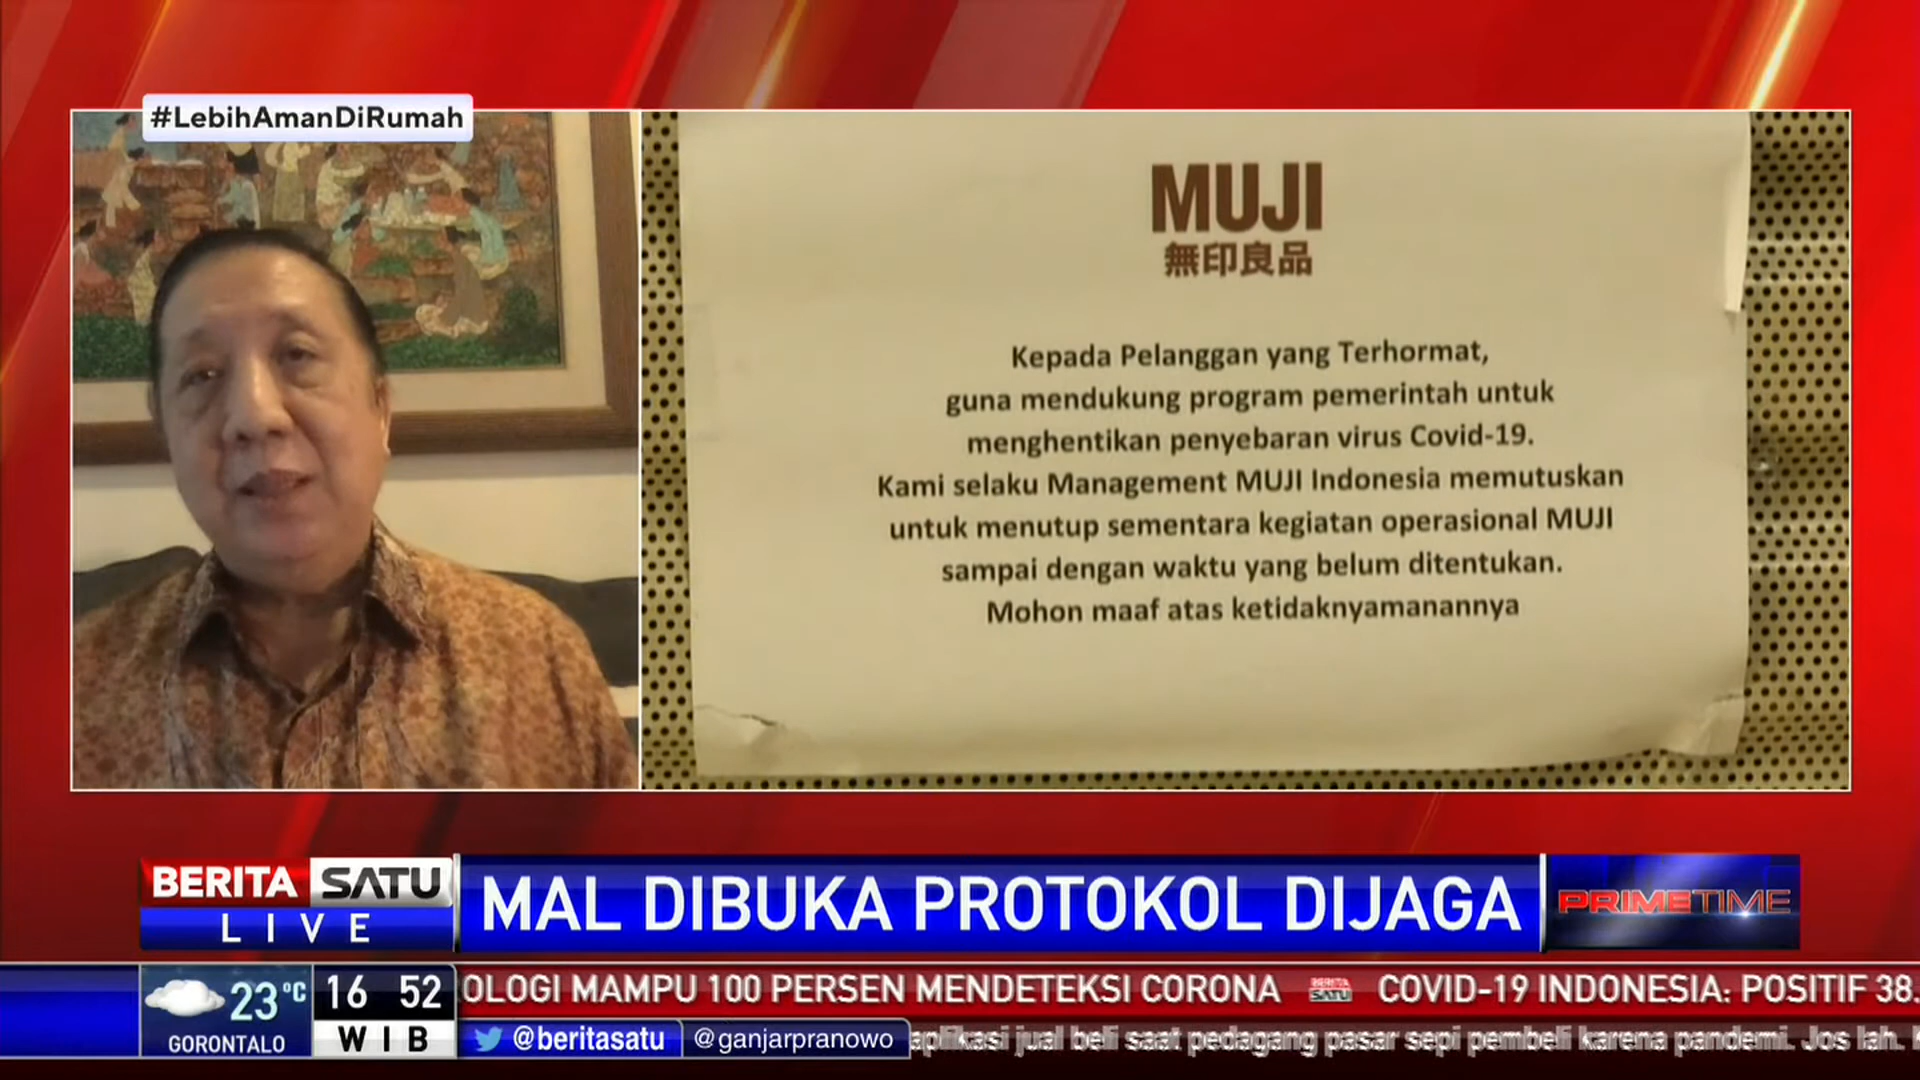 #LebihAmanDiRumah
MUJI
無印良品
Kepada Pelanggan yang Terhormat,
guna mendukung program pemerintah untuk
menghentikan penyebaran virus Covid-19.
Kami selaku Management MUJI Indonesia memutuskan
untuk menutup sementara kegiatan operasional MUJI
sampai dengan waktu yang belum ditentukan.
Mohon maaf atas ketidaknyamanannya
BERITA SATU
LIVE
MAL DIBUKA PROTOKOL DIJAGA
PRIMETIME
23°C
GORONTALO
16 52
WIB
OLOGI MAMPU 100 PERSEN MENDETEKSI CORONA BERITA SATU COVID-19 INDONESIA: POSITIF 38.
@beritasatu @ganjarpranowo aplikasi jual beli saat pedagang pasar sepi pembeli karena pandemi. Jos lah.